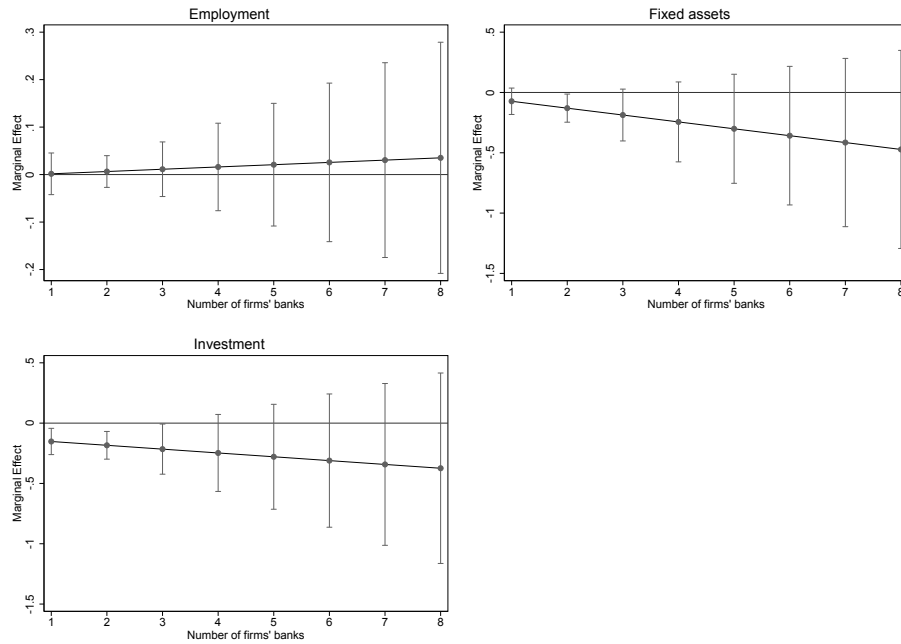 Employment
Marginal Effect
.3
.2
.1
0
-.1
-.2
1 2 3 4 5 6 7 8
Number of firms' banks
Fixed assets
Marginal Effect
.5
0
-.5
-1
-1.5
1 2 3 4 5 6 7 8
Number of firms' banks
Investment
Marginal Effect
.5
0
-.5
-1
-1.5
1 2 3 4 5 6 7 8
Number of firms' banks